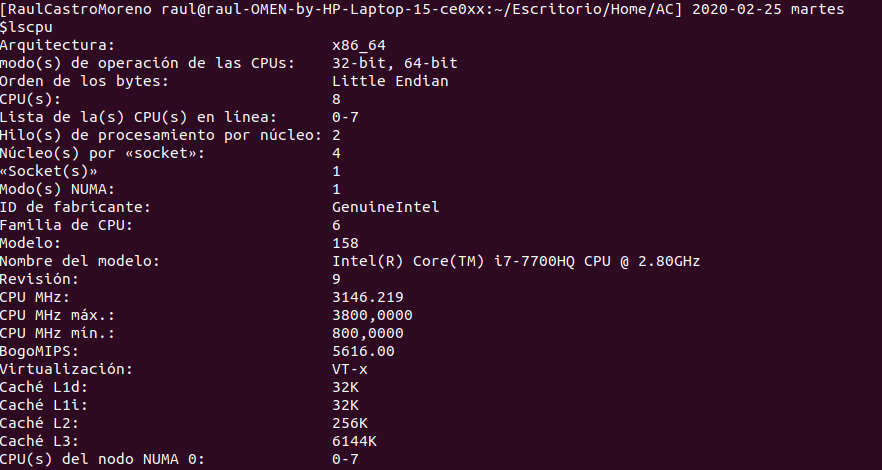 [RaulCastroMoreno raul@raul-OMEN-by-HP-Laptop-15-ce0xx:~/Escritorio/Home/AC] 2020-02-25 martes
$lscpu
Arquitectura: x86_64
modo(s) de operación de las CPUs: 32-bit, 64-bit
Orden de los bytes: Little Endian
CPU(s): 8
Lista de la(s) CPU(s) en línea: 0-7
Hilo(s) de procesamiento por núcleo: 2
Núcleo(s) por «socket»: 4
«Socket(s)» 1
Modo(s) NUMA: 1
ID de fabricante: GenuineIntel
Familia de CPU: 6
Modelo: 158
Nombre del modelo: Intel(R) Core(TM) i7-7700HQ CPU @ 2.80GHz
Revisión: 9
CPU MHz: 3146.219
CPU MHz máx.: 3800,0000
CPU MHz mín.: 800,0000
BogoMIPS: 5616.00
Virtualización: VT-x
Caché L1d: 32K
Caché L1i: 32K
Caché L2: 256K
Caché L3: 6144K
CPU(s) del nodo NUMA 0: 0-7